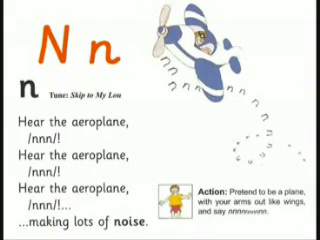 N n
n Tune: Skip to My Lou
Hear the aeroplane,
/nnn/!
Hear the aeroplane,
/nnn/!
Hear the aeroplane,
/nnn/!...
...making lots of noise.
Action: Pretend to be a plane,
with your arms out like wings,
and say nnnnnnnnn.